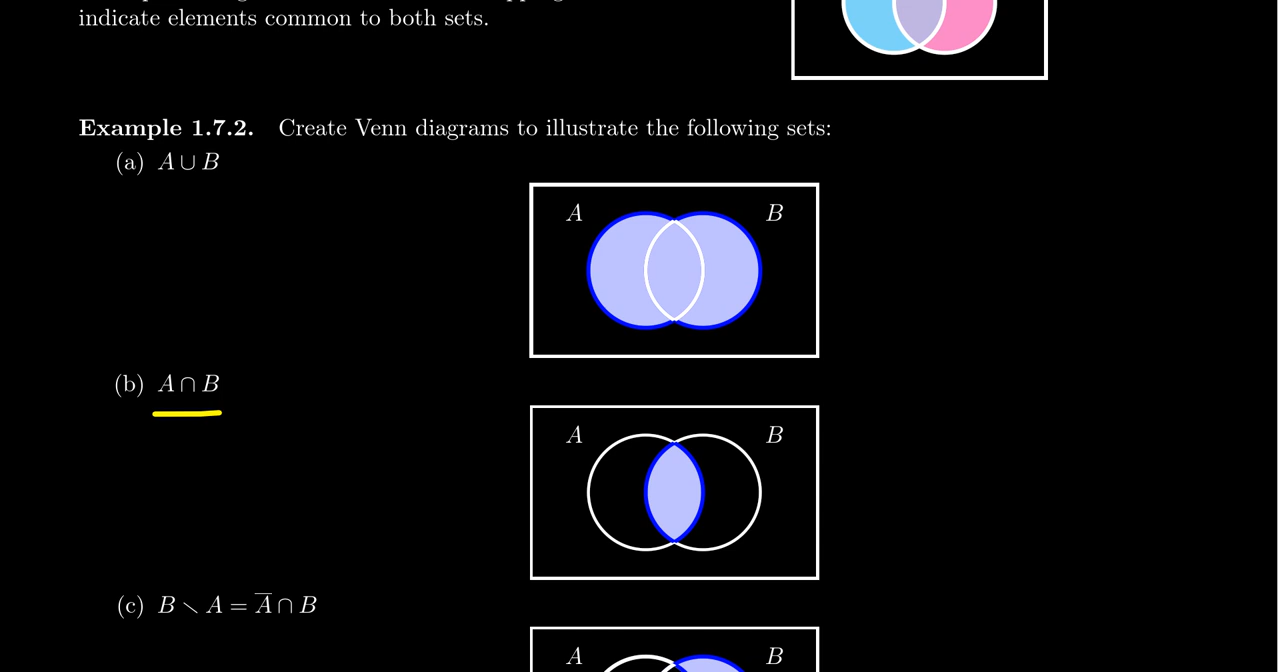 indicate elements common to both sets.
Example 1.7.2. Create Venn diagrams to illustrate the following sets:
(a) A ∪ B
A B
(b) A ∩ B
A B
(c) B ∖ A = A̅ ∩ B
A B